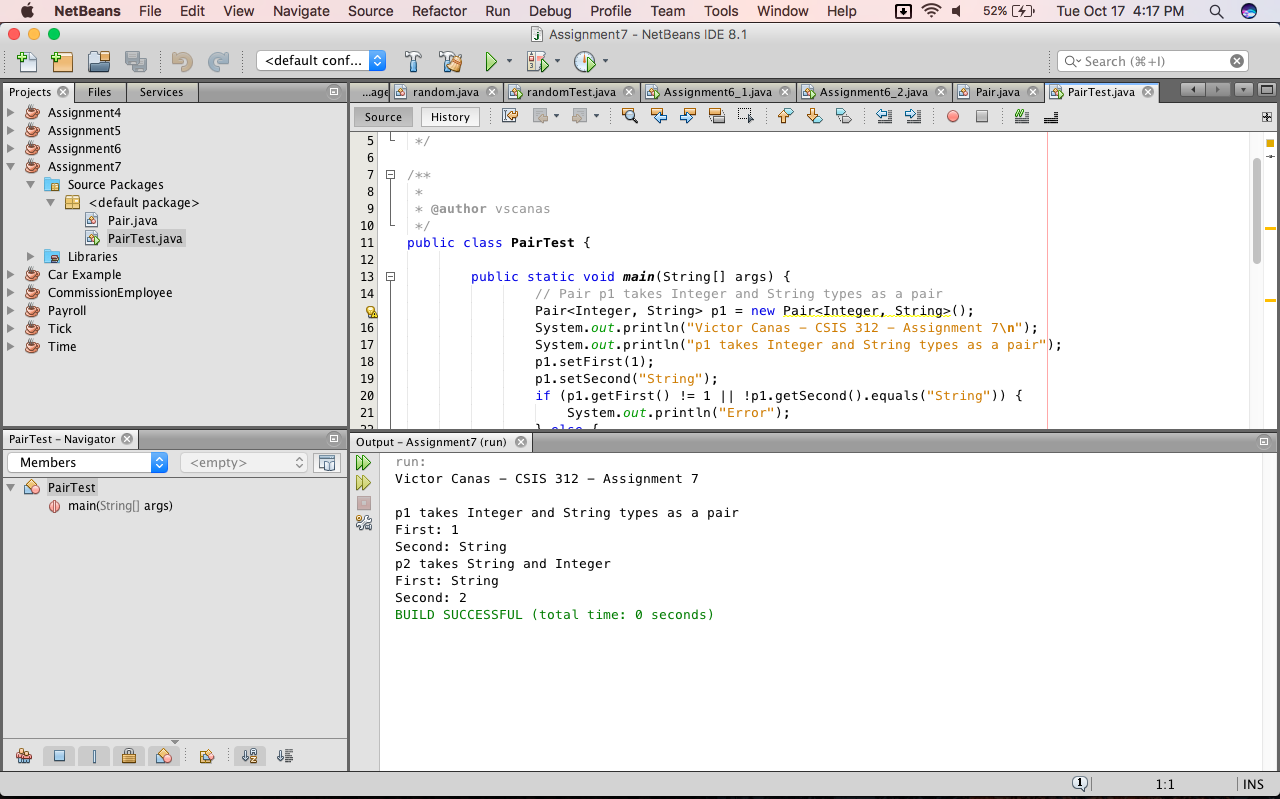 NetBeans File Edit View Navigate Source Refactor Run Debug Profile Team Tools Window Help 52% Tue Oct 17 4:17 PM
Assignment7 - NetBeans IDE 8.1
<default conf... Search (⌘+I)
Projects Files Services
Assignment4
Assignment5
Assignment6
Assignment7
Source Packages
<default package>
Pair.java
PairTest.java
Libraries
Car Example
CommissionEmployee
Payroll
Tick
Time
...age random.java randomTest.java Assignment6_1.java Assignment6_2.java Pair.java PairTest.java
Source History
5 */
6
7 /**
8 *
9 * @author vscanas
10 */
11 public class PairTest {
12
13 public static void main(String[] args) {
14 // Pair p1 takes Integer and String types as a pair
Pair<Integer, String> p1 = new Pair<Integer, String>();
16 System.out.println("Victor Canas – CSIS 312 – Assignment 7\n");
17 System.out.println("p1 takes Integer and String types as a pair");
18 p1.setFirst(1);
19 p1.setSecond("String");
20 if (p1.getFirst() != 1 || !p1.getSecond().equals("String")) {
21 System.out.println("Error");
22 } else {
PairTest - Navigator
Members <empty>
PairTest
main(String[] args)
Output - Assignment7 (run)
run:
Victor Canas – CSIS 312 – Assignment 7
p1 takes Integer and String types as a pair
First: 1
Second: String
p2 takes String and Integer
First: String
Second: 2
BUILD SUCCESSFUL (total time: 0 seconds)
1 1:1 INS